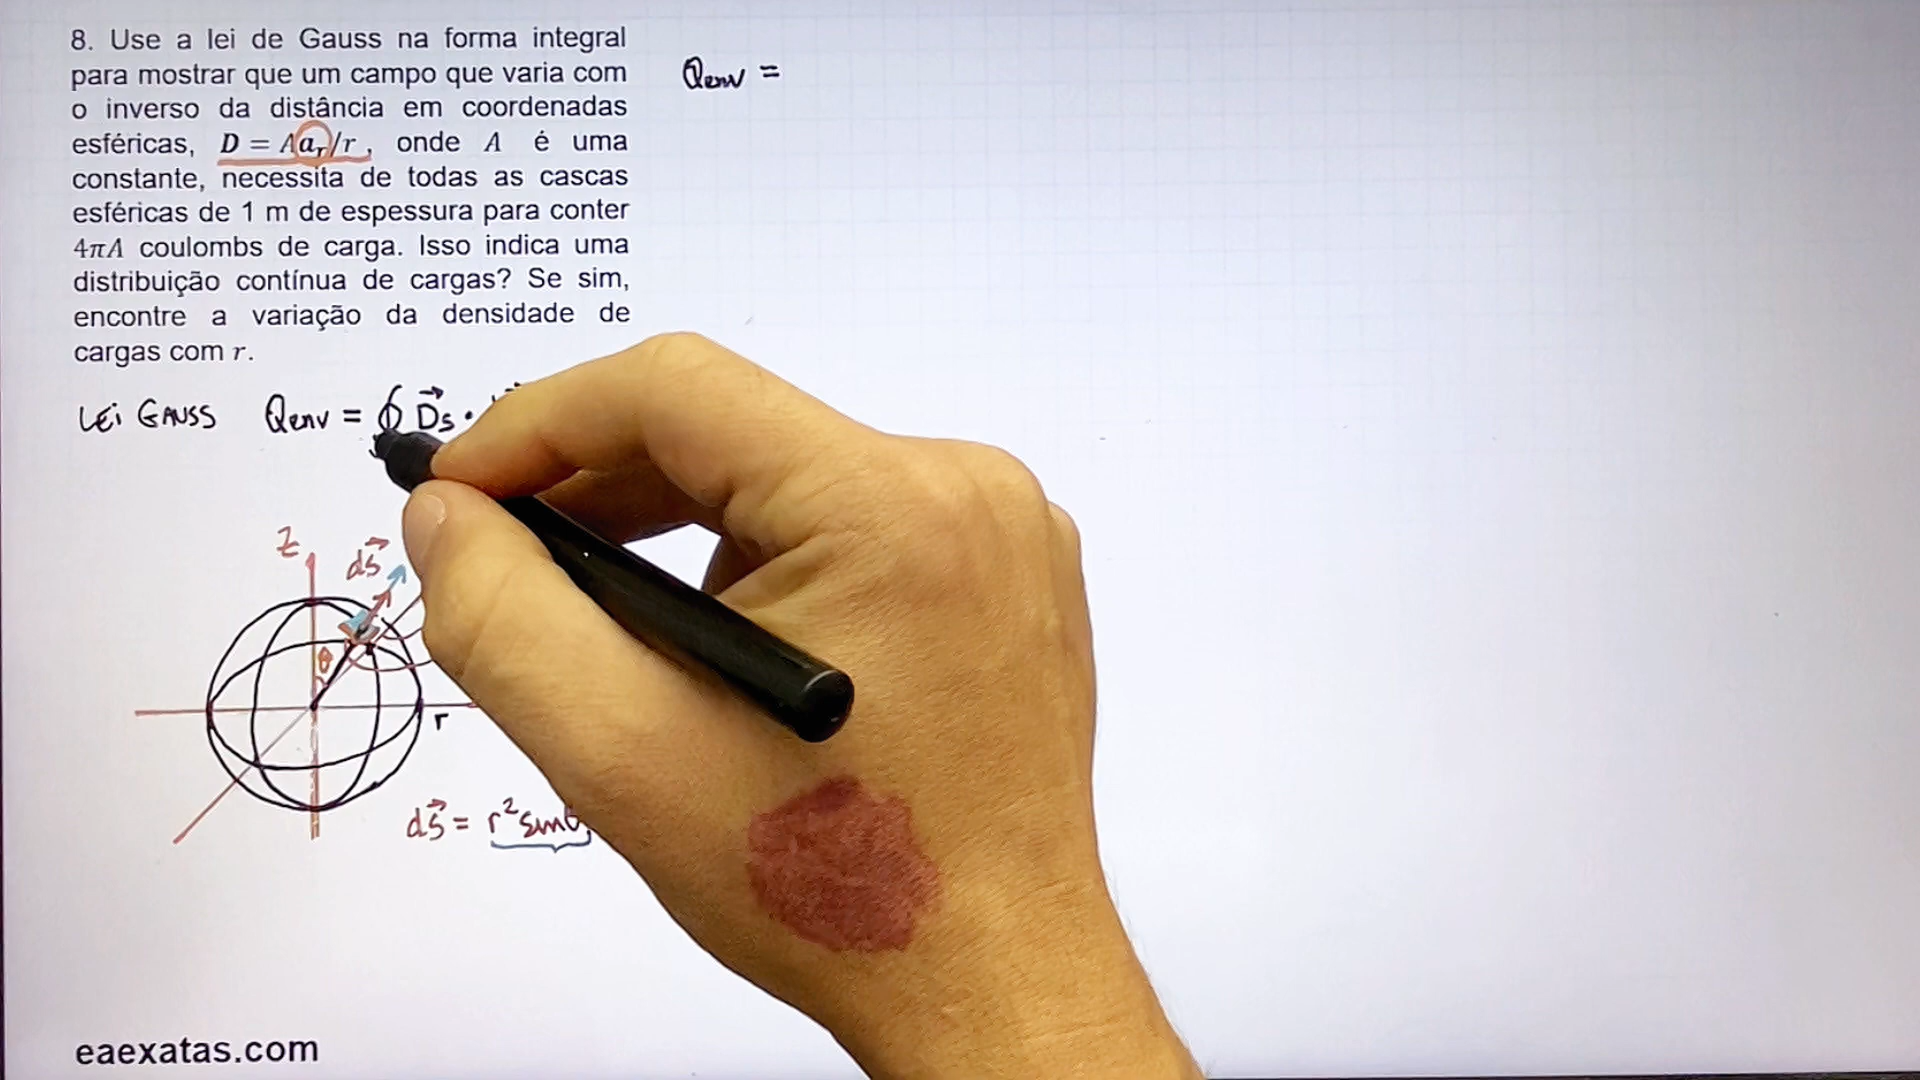 8. Use a lei de Gauss na forma integral
para mostrar que um campo que varia com
o inverso da distância em coordenadas
esféricas, D = Aaᵣ/r , onde A é uma
constante, necessita de todas as cascas
esféricas de 1 m de espessura para conter
4πA coulombs de carga. Isso indica uma
distribuição contínua de cargas? Se sim,
encontre a variação da densidade de
cargas com r.
Qenv =
LEi GAUSS Qenv = ∮ D⃗s ·
Z
dS⃗
θ
r
dS⃗ = r² sinθ
eaexatas.com